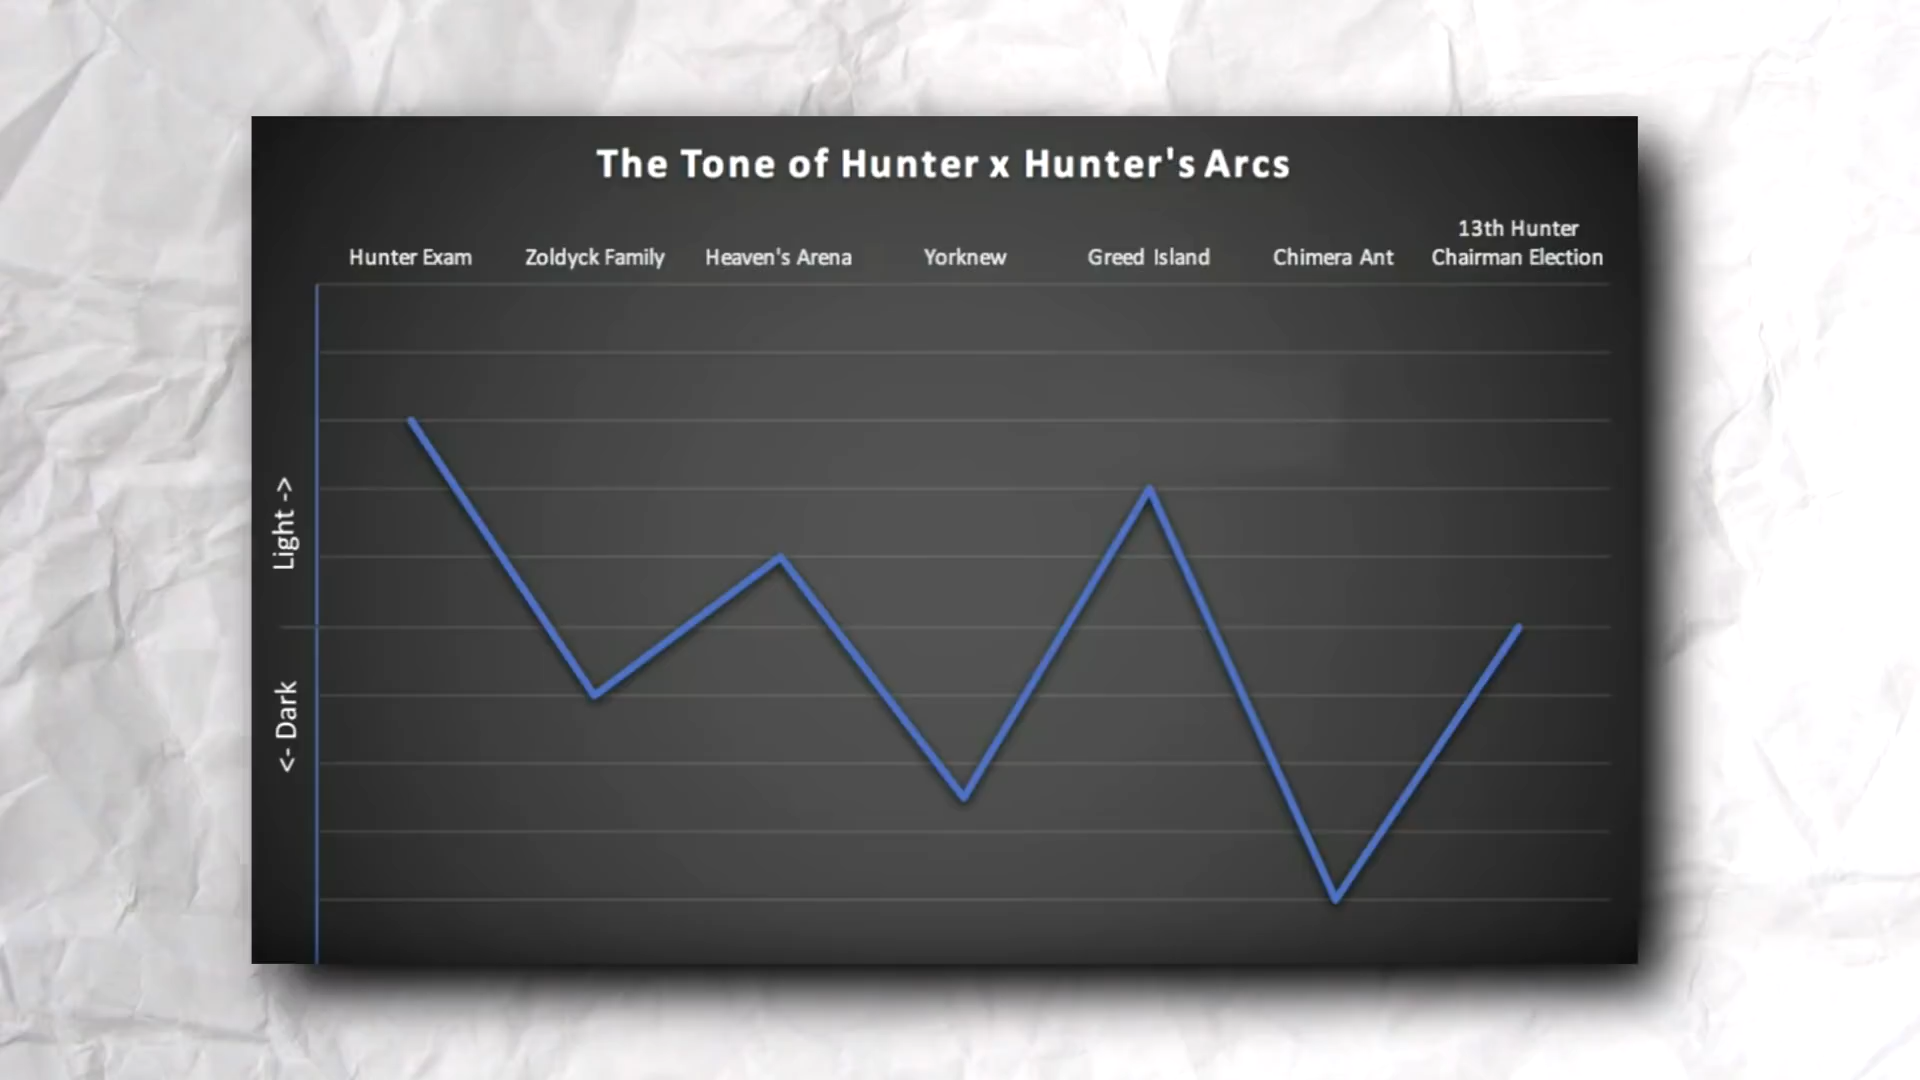 The Tone of Hunter x Hunter's Arcs
Hunter Exam
Zoldyck Family
Heaven's Arena
Yorknew
Greed Island
Chimera Ant
13th Hunter
Chairman Election
Light ->
<- Dark